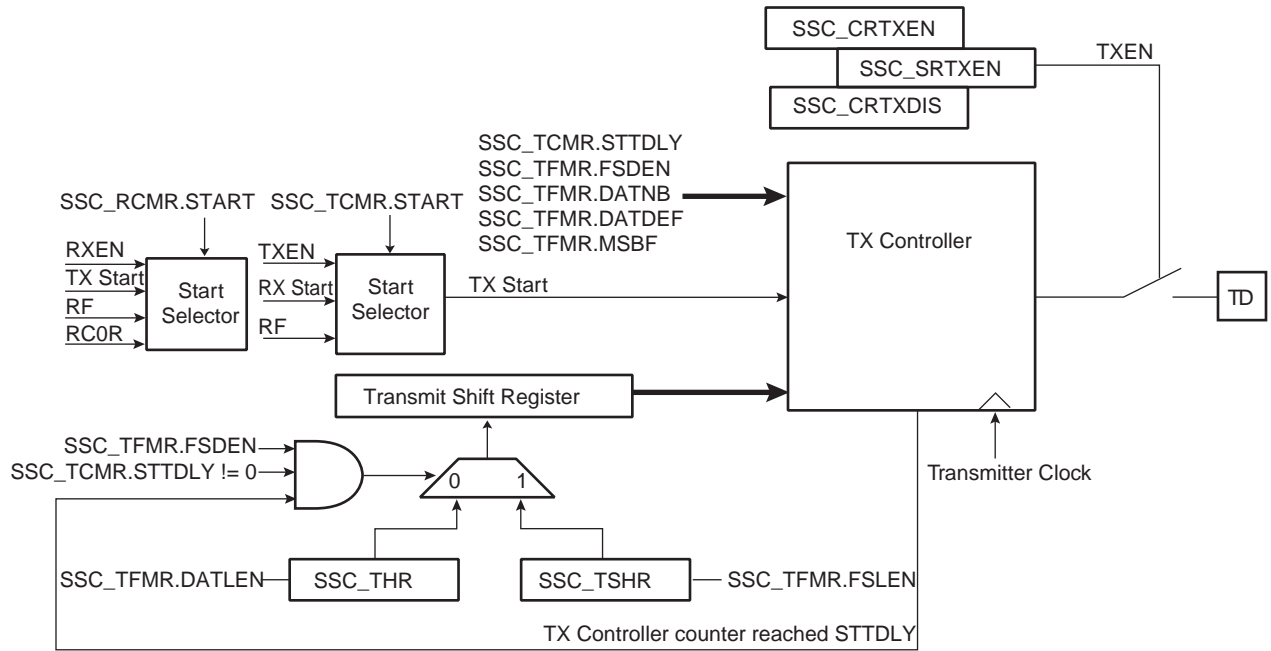 SSC_CRTXEN
SSC_SRTXEN
SSC_CRTXDIS
TXEN
SSC_TCMR.STTDLY
SSC_TFMR.FSDEN
SSC_TFMR.DATNB
SSC_TFMR.DATDEF
SSC_TFMR.MSBF
SSC_RCMR.START
SSC_TCMR.START
RXEN
TX Start
RF
RC0R
Start
Selector
TXEN
RX Start
RF
Start
Selector
TX Start
TX Controller
TD
Transmit Shift Register
SSC_TFMR.FSDEN
SSC_TCMR.STTDLY != 0
0
1
Transmitter Clock
SSC_TFMR.DATLEN
SSC_THR
SSC_TSHR
SSC_TFMR.FSLEN
TX Controller counter reached STTDLY